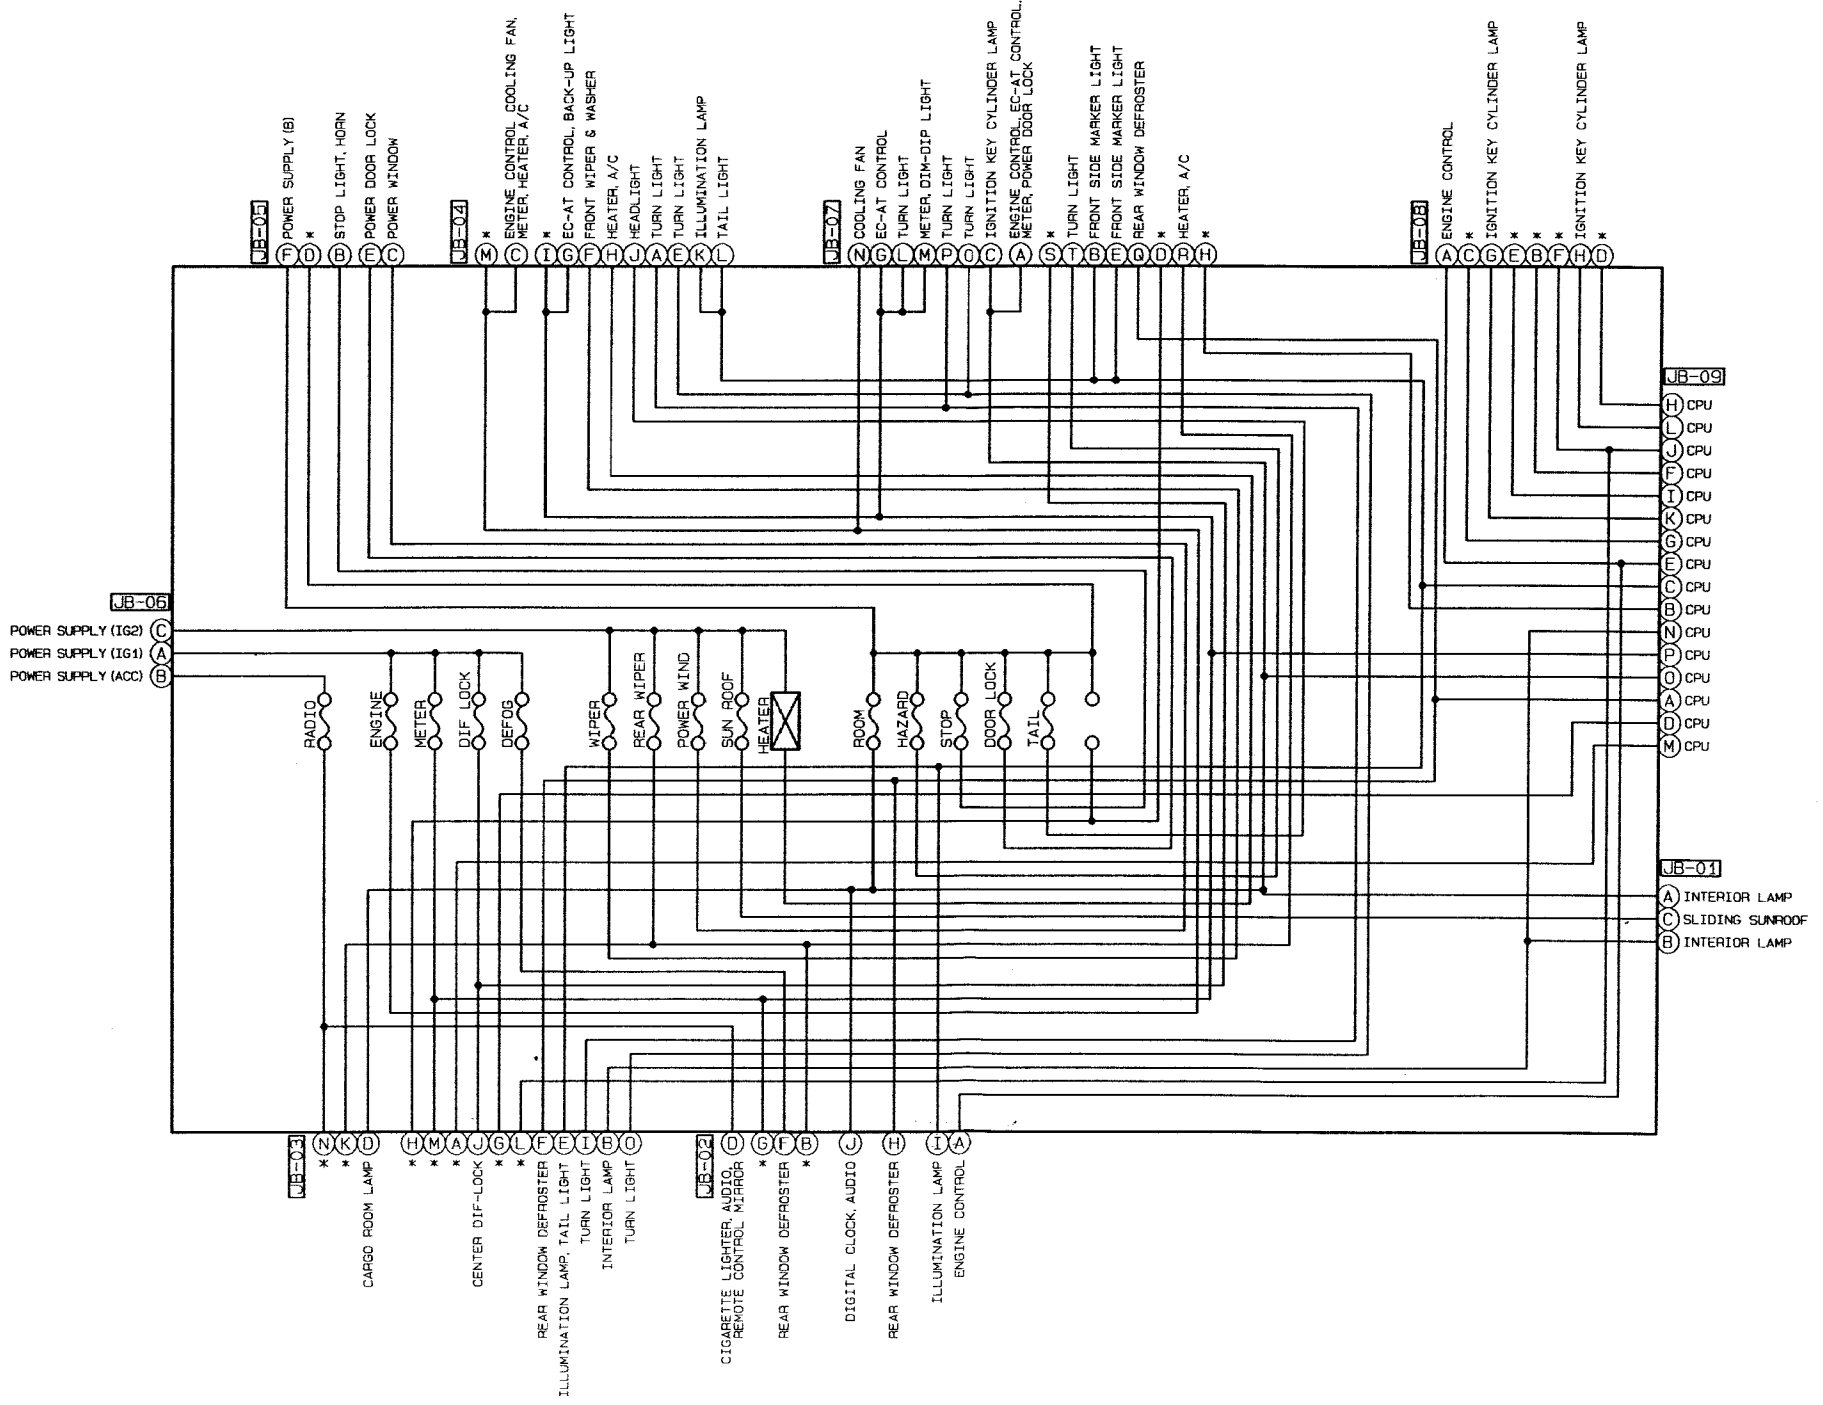 JB-05
F POWER SUPPLY (B)
D *
B STOP LIGHT, HORN
E POWER DOOR LOCK
C POWER WINDOW
JB-04
M *
C ENGINE CONTROL, COOLING FAN,
METER, HEATER, A/C
I *
G EC-AT CONTROL, BACK-UP LIGHT
F FRONT WIPER & WASHER
H HEATER, A/C
J HEADLIGHT
A TURN LIGHT
E TURN LIGHT
K ILLUMINATION LAMP
L TAIL LIGHT
JB-07
N COOLING FAN
G EC-AT CONTROL
L TURN LIGHT
M METER, DIM-DIP LIGHT
P TURN LIGHT
O TURN LIGHT
C IGNITION KEY CYLINDER LAMP
A ENGINE CONTROL, EC-AT CONTROL,
METER, POWER DOOR LOCK
S *
T TURN LIGHT
B FRONT SIDE MARKER LIGHT
E FRONT SIDE MARKER LIGHT
Q REAR WINDOW DEFROSTER
D *
R HEATER, A/C
H *
JB-08
A ENGINE CONTROL
C *
G IGNITION KEY CYLINDER LAMP
E *
B *
F *
H IGNITION KEY CYLINDER LAMP
D *
JB-09
H CPU
L CPU
J CPU
F CPU
I CPU
K CPU
G CPU
E CPU
C CPU
B CPU
N CPU
P CPU
O CPU
A CPU
D CPU
M CPU
JB-06
POWER SUPPLY (IG2) C
POWER SUPPLY (IG1) A
POWER SUPPLY (ACC) B
RADIO
ENGINE
METER
DIF LOCK
DEFOG
WIPER
REAR WIPER
POWER WIND
SUN ROOF
HEATER
ROOM
HAZARD
STOP
DOOR LOCK
TAIL
JB-01
A INTERIOR LAMP
C SLIDING SUNROOF
B INTERIOR LAMP
JB-03
N *
K *
D CARGO ROOM LAMP
H *
M *
A *
J CENTER DIF-LOCK
G *
L *
F REAR WINDOW DEFROSTER
E ILLUMINATION LAMP, TAIL LIGHT
I TURN LIGHT
B INTERIOR LAMP
O TURN LIGHT
JB-02
D CIGARETTE LIGHTER, AUDIO,
REMOTE CONTROL MIRROR
G *
F REAR WINDOW DEFROSTER
B *
J DIGITAL CLOCK, AUDIO
H REAR WINDOW DEFROSTER
I ILLUMINATION LAMP
A ENGINE CONTROL